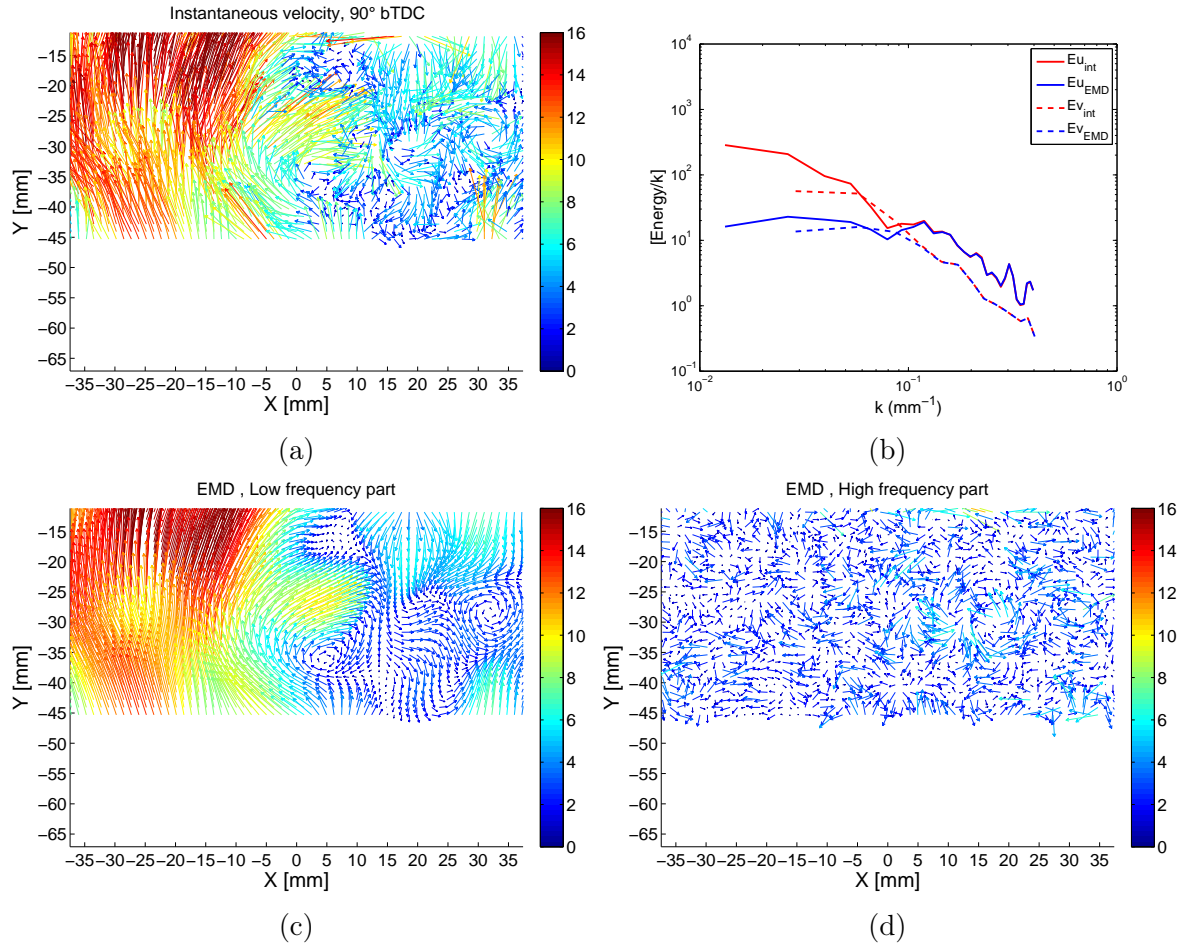 Instantaneous velocity, 90° bTDC
Y [mm]
−15
−20
−25
−30
−35
−40
−45
−50
−55
−60
−65
−35−30−25−20−15−10 −5 0 5 10 15 20 25 30 35
X [mm]
16
14
12
10
8
6
4
2
0
(a)
[Energy/k]
10^4
10^3
10^2
10^1
10^0
10^−1
10^−2 10^−1 10^0
k (mm^−1)
Eu_int
Eu_EMD
Ev_int
Ev_EMD
(b)
EMD , Low frequency part
Y [mm]
−15
−20
−25
−30
−35
−40
−45
−50
−55
−60
−65
−35−30−25−20−15−10 −5 0 5 10 15 20 25 30 35
X [mm]
16
14
12
10
8
6
4
2
0
(c)
EMD , High frequency part
Y [mm]
−15
−20
−25
−30
−35
−40
−45
−50
−55
−60
−65
−35−30−25−20−15−10 −5 0 5 10 15 20 25 30 35
X [mm]
16
14
12
10
8
6
4
2
0
(d)